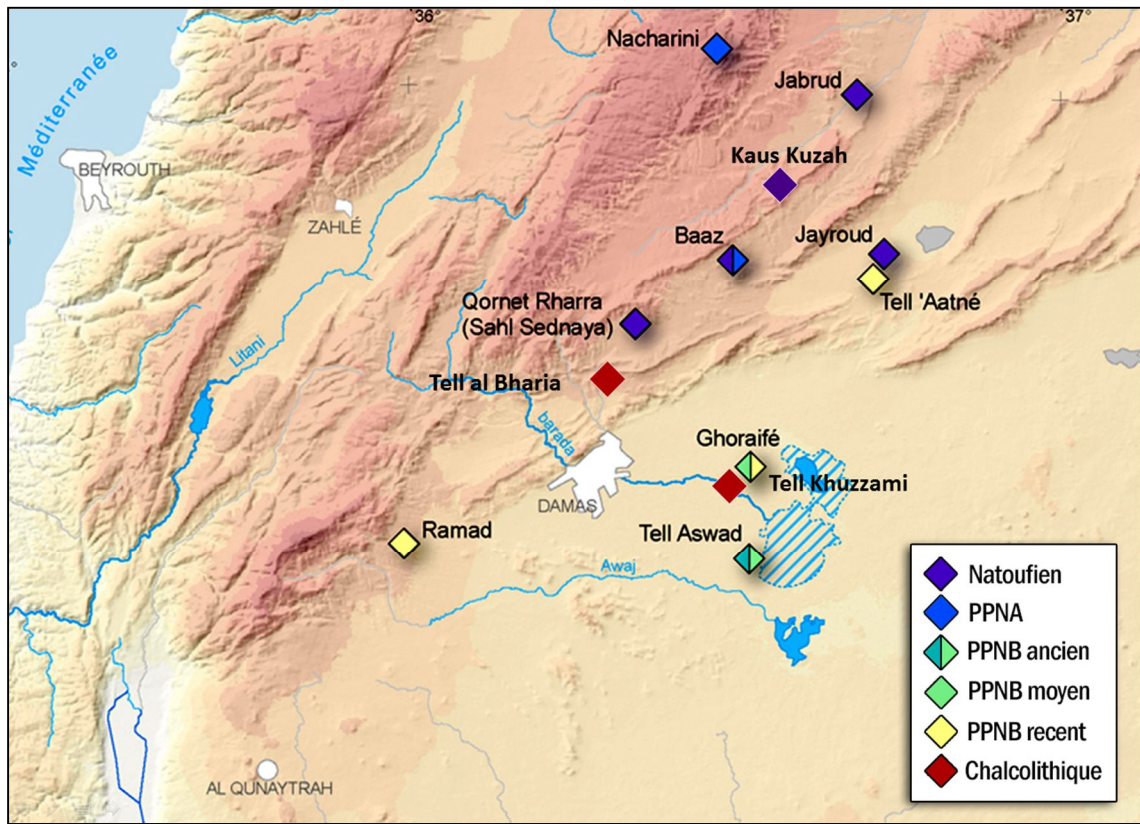 36°
37°
Nacharini
Méditerranée
Jabrud
BEYROUTH
Kaus Kuzah
ZAHLÉ
Baaz
Jayroud
Tell 'Aatné
Qornet Rharra
(Sahl Sednaya)
Litani
Tell al Bharia
barada
Ghoraifé
DAMAS
Tell Khuzzami
Ramad
Tell Aswad
Awaj
AL QUNAYTRAH
Natoufien
PPNA
PPNB ancien
PPNB moyen
PPNB recent
Chalcolithique